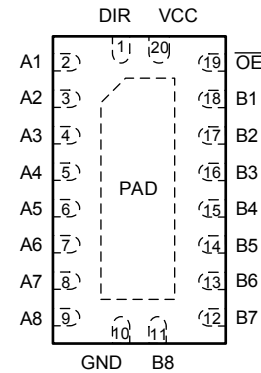 DIR VCC
1 20
A1 2 19 OE
A2 3 18 B1
A3 4 17 B2
A4 5 16 B3
PAD
A5 6 15 B4
A6 7 14 B5
A7 8 13 B6
A8 9 12 B7
10 11
GND B8